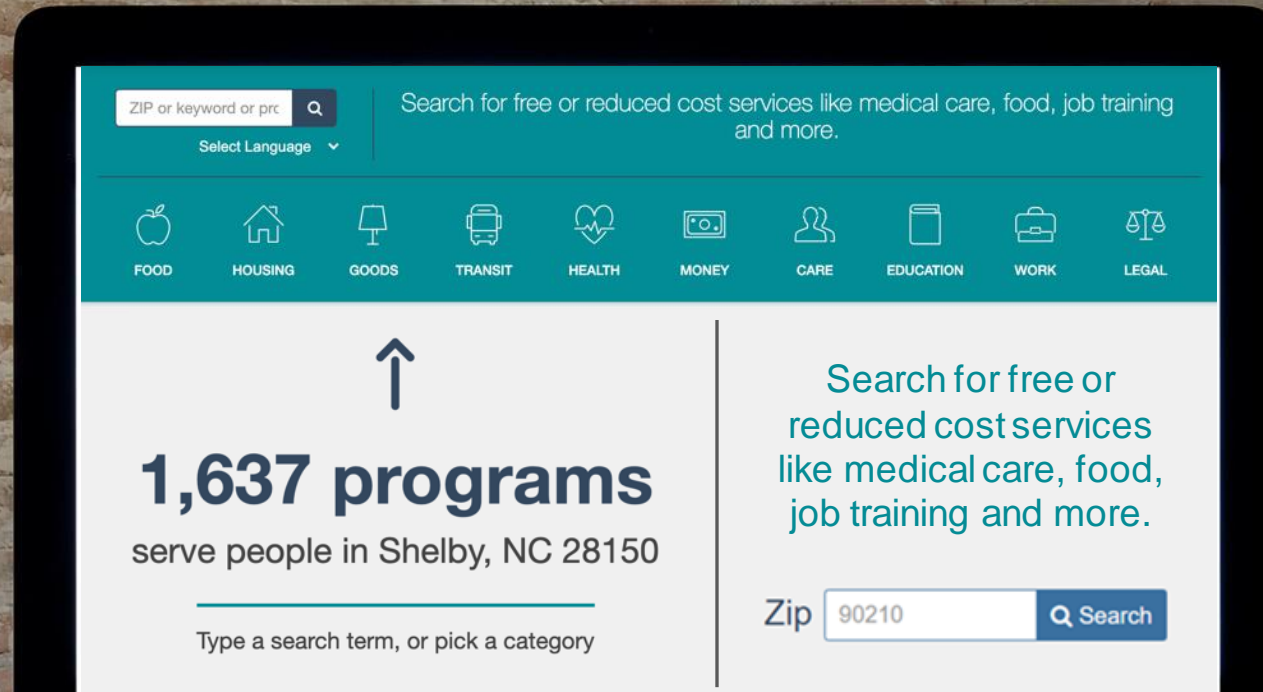 ZIP or keyword or prc
Select Language
Search for free or reduced cost services like medical care, food, job training
and more.
FOOD
HOUSING
GOODS
TRANSIT
HEALTH
MONEY
CARE
EDUCATION
WORK
LEGAL
1,637 programs
serve people in Shelby, NC 28150
Type a search term, or pick a category
Search for free or
reduced cost services
like medical care, food,
job training and more.
Zip 90210 Search